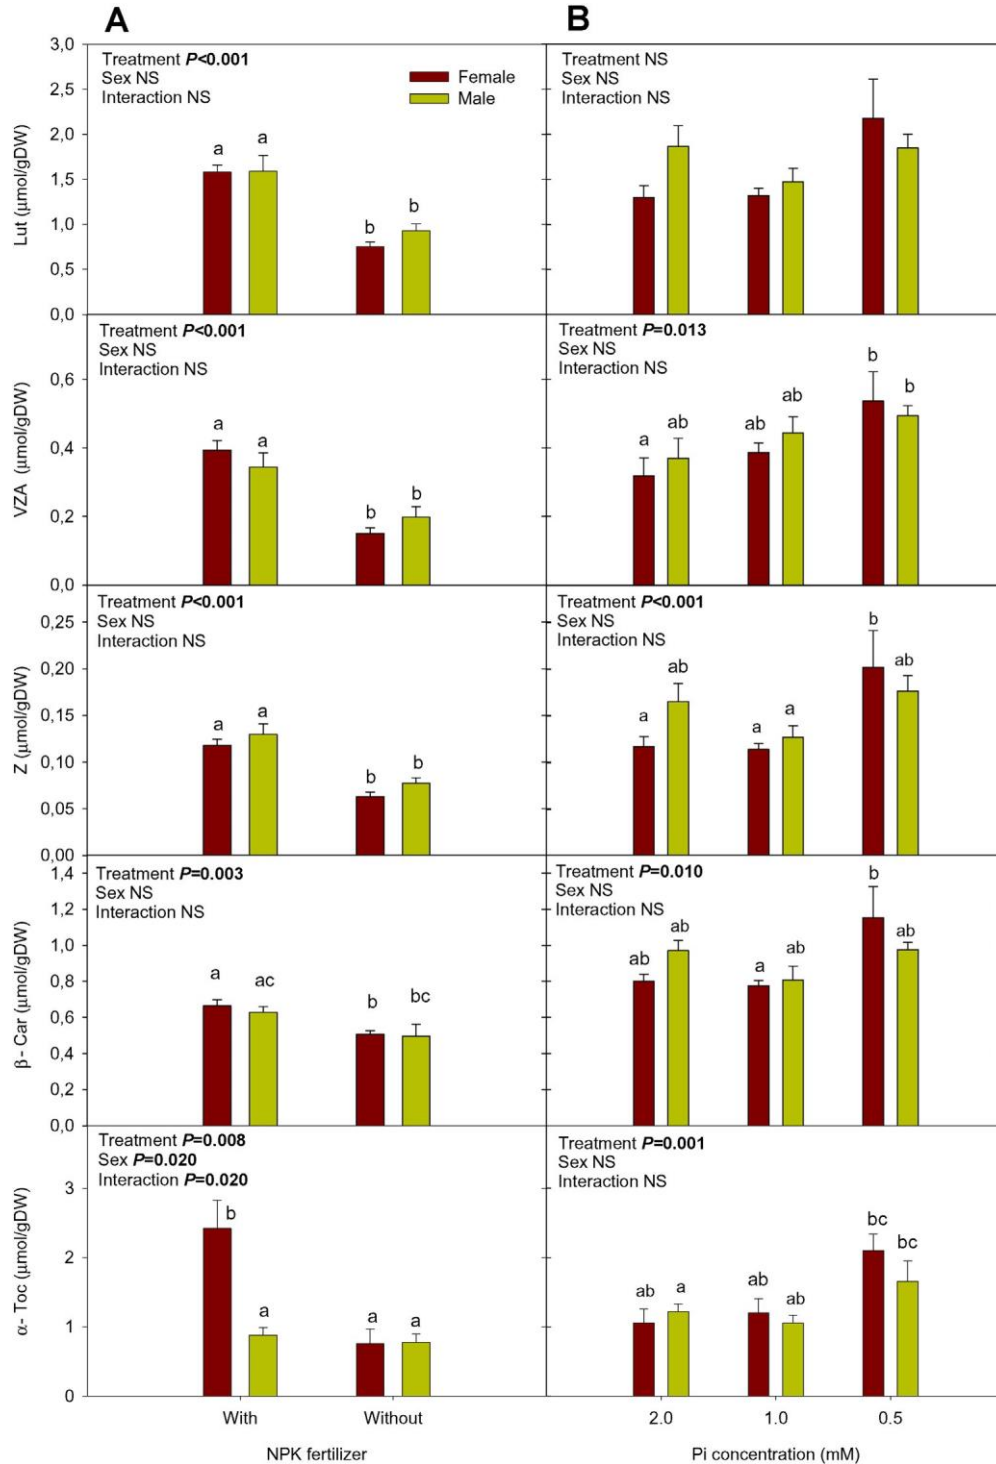 A
B
3,0
2,5
2,0
1,5
1,0
0,5
0,0
Lut (μmol/gDW)
Treatment P<0.001
Sex NS
Interaction NS
Female
Male
a
a
b
b
Treatment NS
Sex NS
Interaction NS
0,6
0,4
0,2
0,0
VZA (μmol/gDW)
Treatment P<0.001
Sex NS
Interaction NS
a
a
b
b
Treatment P=0.013
Sex NS
Interaction NS
a
ab
ab
ab
b
b
0,25
0,20
0,15
0,10
0,05
0,00
Z (μmol/gDW)
Treatment P<0.001
Sex NS
Interaction NS
a
a
b
b
Treatment P<0.001
Sex NS
Interaction NS
a
ab
a
a
b
ab
1,4
1,2
1,0
0,8
0,6
0,4
0,2
0,0
β- Car (μmol/gDW)
Treatment P=0.003
Sex NS
Interaction NS
a
ac
b
bc
Treatment P=0.010
Sex NS
Interaction NS
ab
ab
a
ab
b
ab
3
2
1
0
α- Toc (μmol/gDW)
Treatment P=0.008
Sex P=0.020
Interaction P=0.020
b
a
a
a
Treatment P=0.001
Sex NS
Interaction NS
ab
a
ab
ab
bc
bc
With
Without
2.0
1.0
0.5
NPK fertilizer
Pi concentration (mM)